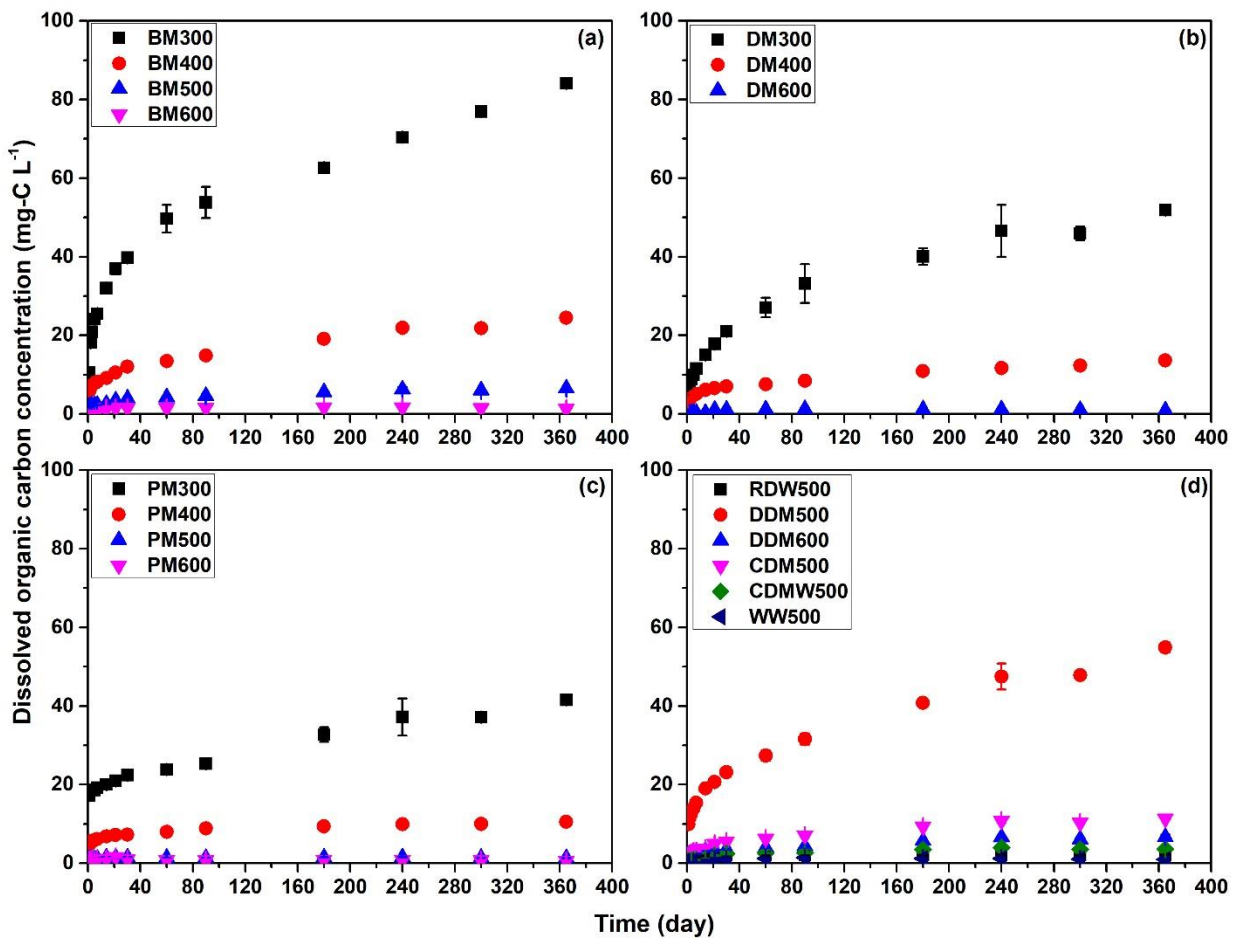 Dissolved organic carbon concentration (mg-C L⁻¹)
(a)
BM300
BM400
BM500
BM600
100
80
60
40
20
0
0 40 80 120 160 200 240 280 320 360 400
(b)
DM300
DM400
DM600
100
80
60
40
20
0
0 40 80 120 160 200 240 280 320 360 400
(c)
PM300
PM400
PM500
PM600
100
80
60
40
20
0
0 40 80 120 160 200 240 280 320 360 400
(d)
RDW500
DDM500
DDM600
CDM500
CDMW500
WW500
100
80
60
40
20
0
0 40 80 120 160 200 240 280 320 360 400
Time (day)